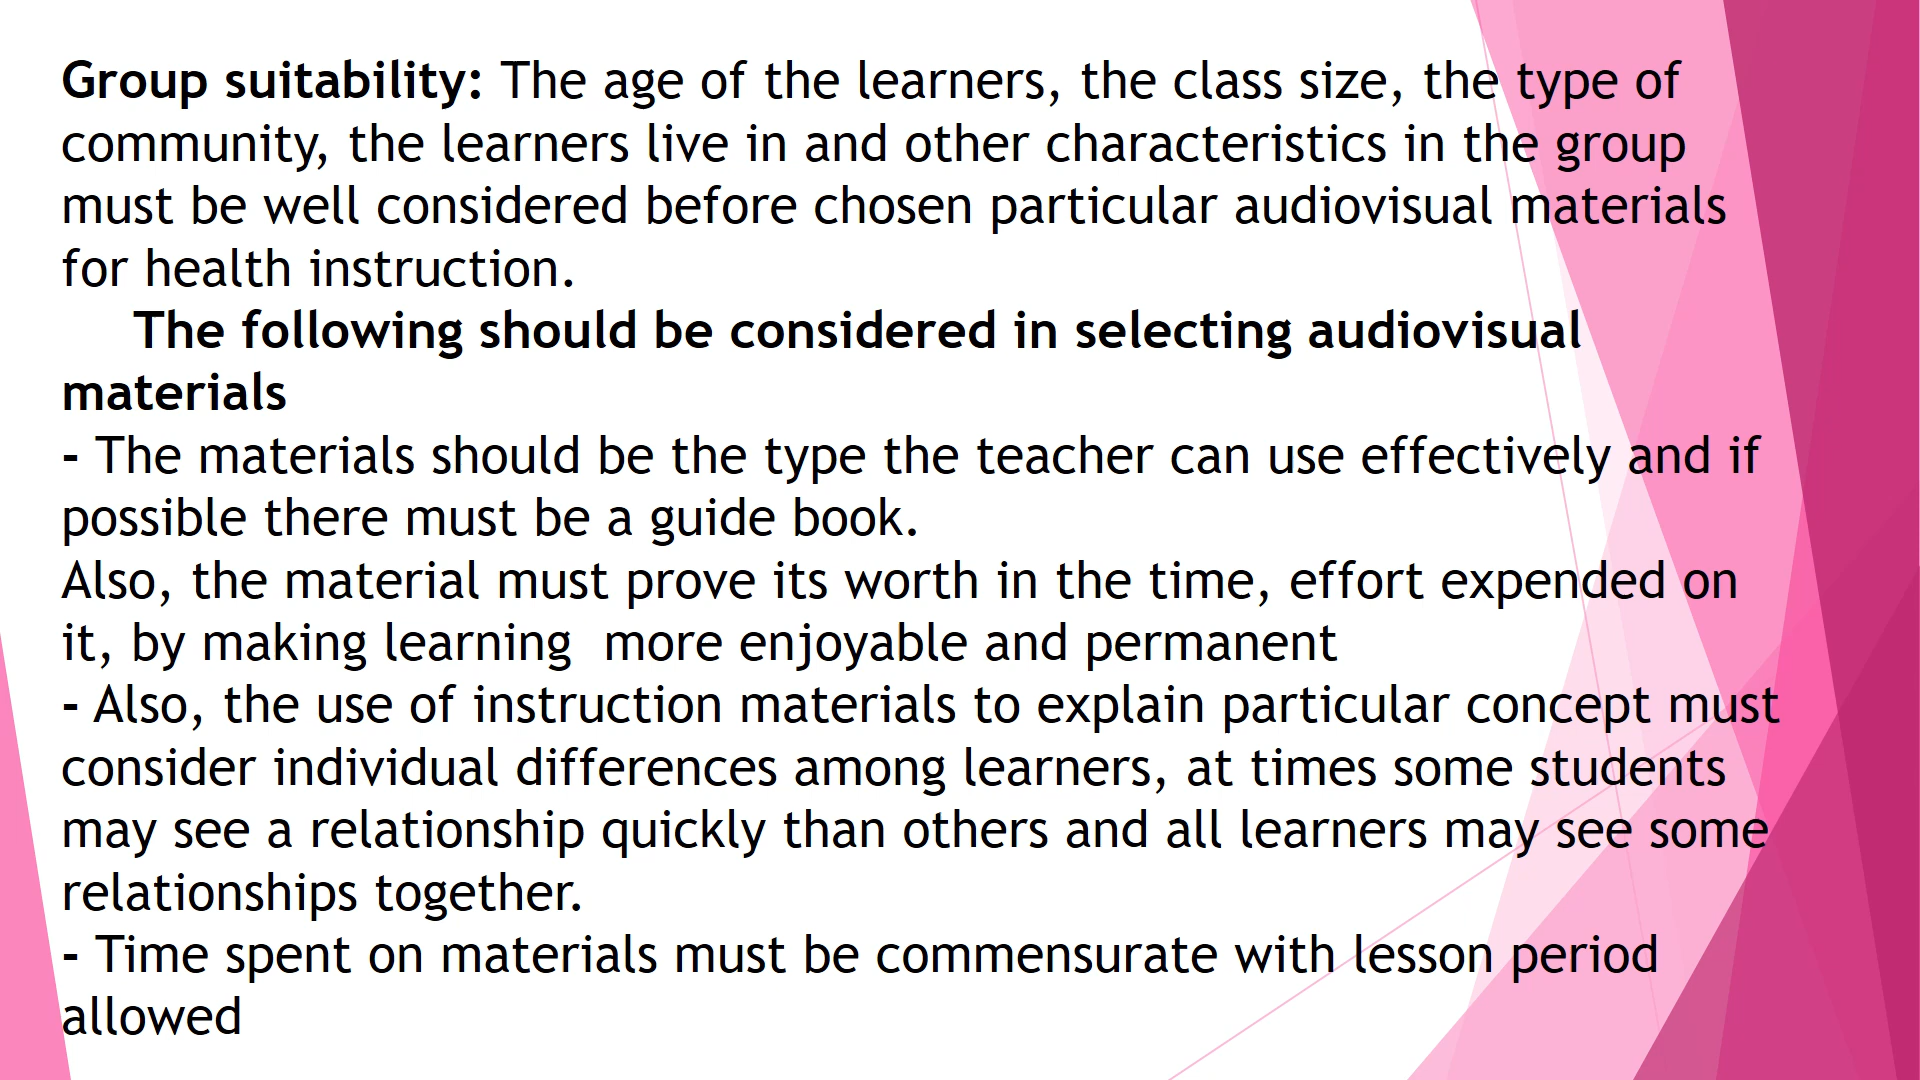 Group suitability: The age of the learners, the class size, the type of
community, the learners live in and other characteristics in the group
must be well considered before chosen particular audiovisual materials
for health instruction.
The following should be considered in selecting audiovisual
materials
- The materials should be the type the teacher can use effectively and if
possible there must be a guide book.
Also, the material must prove its worth in the time, effort expended on
it, by making learning  more enjoyable and permanent
- Also, the use of instruction materials to explain particular concept must
consider individual differences among learners, at times some students
may see a relationship quickly than others and all learners may see some
relationships together.
- Time spent on materials must be commensurate with lesson period
allowed